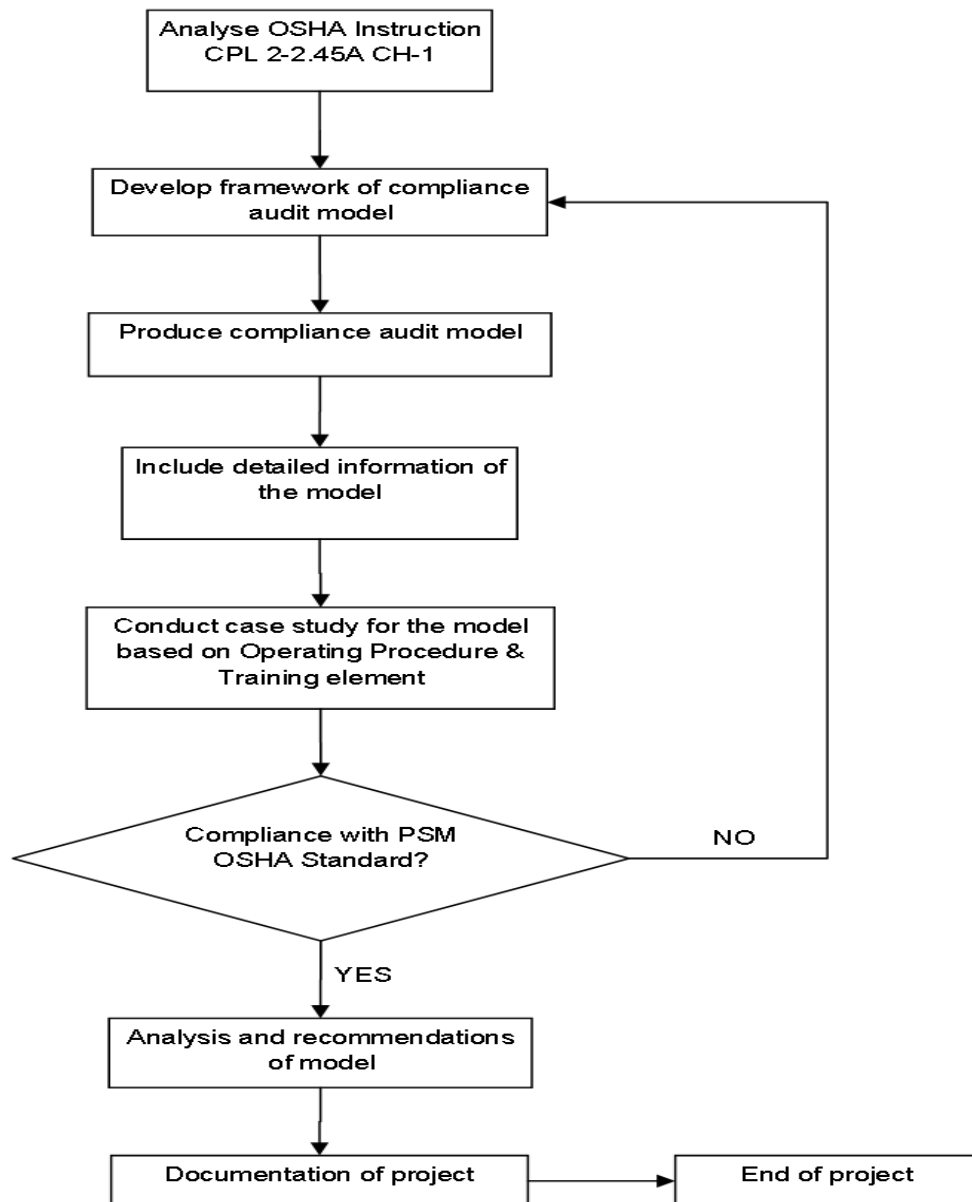 Analyse OSHA Instruction
CPL 2-2.45A CH-1
Develop framework of compliance
audit model
Produce compliance audit model
Include detailed information of
the model
Conduct case study for the model
based on Operating Procedure &
Training element
Compliance with PSM
OSHA Standard?
NO
YES
Analysis and recommendations
of model
Documentation of project
End of project